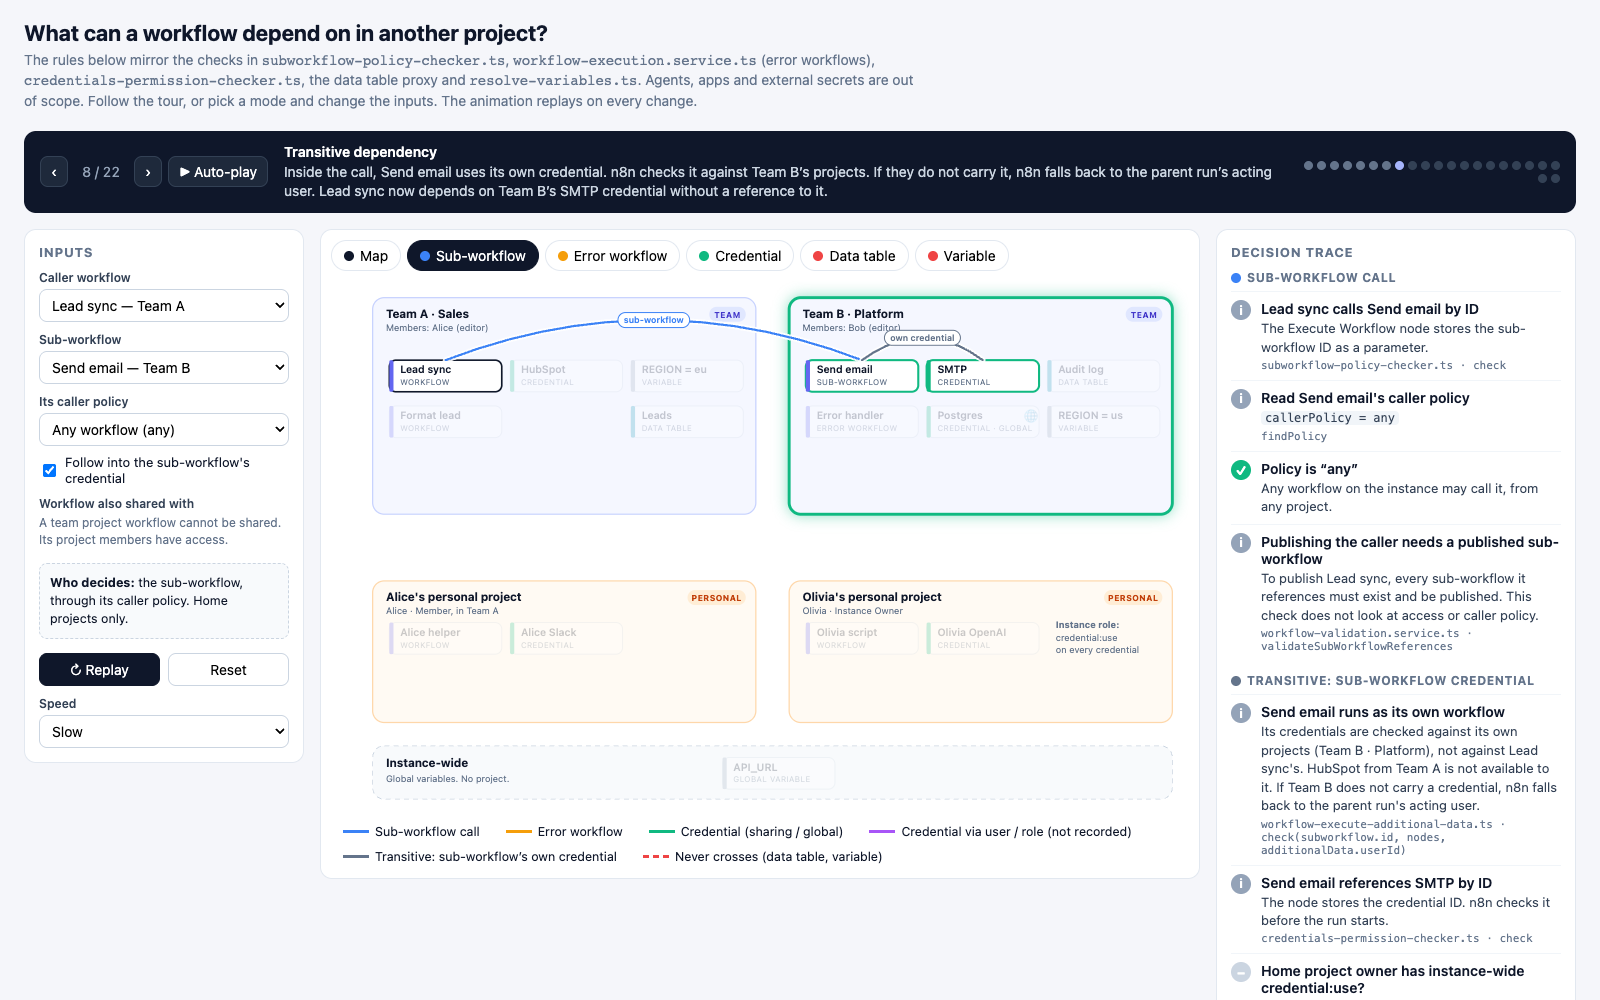 What can a workflow depend on in another project?
The rules below mirror the checks in subworkflow-policy-checker.ts, workflow-execution.service.ts (error workflows),
credentials-permission-checker.ts, the data table proxy and resolve-variables.ts. Agents, apps and external secrets are out
of scope. Follow the tour, or pick a mode and change the inputs. The animation replays on every change.
‹
8 / 22
›
▶ Auto-play
Transitive dependency
Inside the call, Send email uses its own credential. n8n checks it against Team B's projects. If they do not carry it, n8n falls back to the parent run's acting
user. Lead sync now depends on Team B's SMTP credential without a reference to it.
INPUTS
Caller workflow
Lead sync — Team A
Sub-workflow
Send email — Team B
Its caller policy
Any workflow (any)
Follow into the sub-workflow's
credential
Workflow also shared with
A team project workflow cannot be shared.
Its project members have access.
Who decides: the sub-workflow,
through its caller policy. Home
projects only.
↻ Replay
Reset
Speed
Slow
Map
Sub-workflow
Error workflow
Credential
Data table
Variable
Team A · Sales
TEAM
Members: Alice (editor)
sub-workflow
Lead sync
WORKFLOW
HubSpot
CREDENTIAL
REGION = eu
VARIABLE
Format lead
WORKFLOW
Leads
DATA TABLE
Team B · Platform
TEAM
Members: Bob (editor)
own credential
Send email
SUB-WORKFLOW
SMTP
CREDENTIAL
Audit log
DATA TABLE
Error handler
ERROR WORKFLOW
Postgres
CREDENTIAL · GLOBAL
REGION = us
VARIABLE
Alice's personal project
PERSONAL
Alice · Member, in Team A
Alice helper
WORKFLOW
Alice Slack
CREDENTIAL
Olivia's personal project
PERSONAL
Olivia · Instance Owner
Olivia script
WORKFLOW
Olivia OpenAI
CREDENTIAL
Instance role:
credential:use
on every credential
Instance-wide
Global variables. No project.
API_URL
GLOBAL VARIABLE
Sub-workflow call
Error workflow
Credential (sharing / global)
Credential via user / role (not recorded)
Transitive: sub-workflow's own credential
Never crosses (data table, variable)
DECISION TRACE
SUB-WORKFLOW CALL
i
Lead sync calls Send email by ID
The Execute Workflow node stores the sub-
workflow ID as a parameter.
subworkflow-policy-checker.ts · check
i
Read Send email's caller policy
callerPolicy = any
findPolicy
Policy is “any”
Any workflow on the instance may call it, from
any project.
i
Publishing the caller needs a published sub-
workflow
To publish Lead sync, every sub-workflow it
references must exist and be published. This
check does not look at access or caller policy.
workflow-validation.service.ts ·
validateSubWorkflowReferences
TRANSITIVE: SUB-WORKFLOW CREDENTIAL
i
Send email runs as its own workflow
Its credentials are checked against its own
projects (Team B · Platform), not against Lead
sync's. HubSpot from Team A is not available to
it. If Team B does not carry a credential, n8n falls
back to the parent run's acting user.
workflow-execute-additional-data.ts ·
check(subworkflow.id, nodes,
additionalData.userId)
i
Send email references SMTP by ID
The node stores the credential ID. n8n checks it
before the run starts.
credentials-permission-checker.ts · check
–
Home project owner has instance-wide
credential:use?